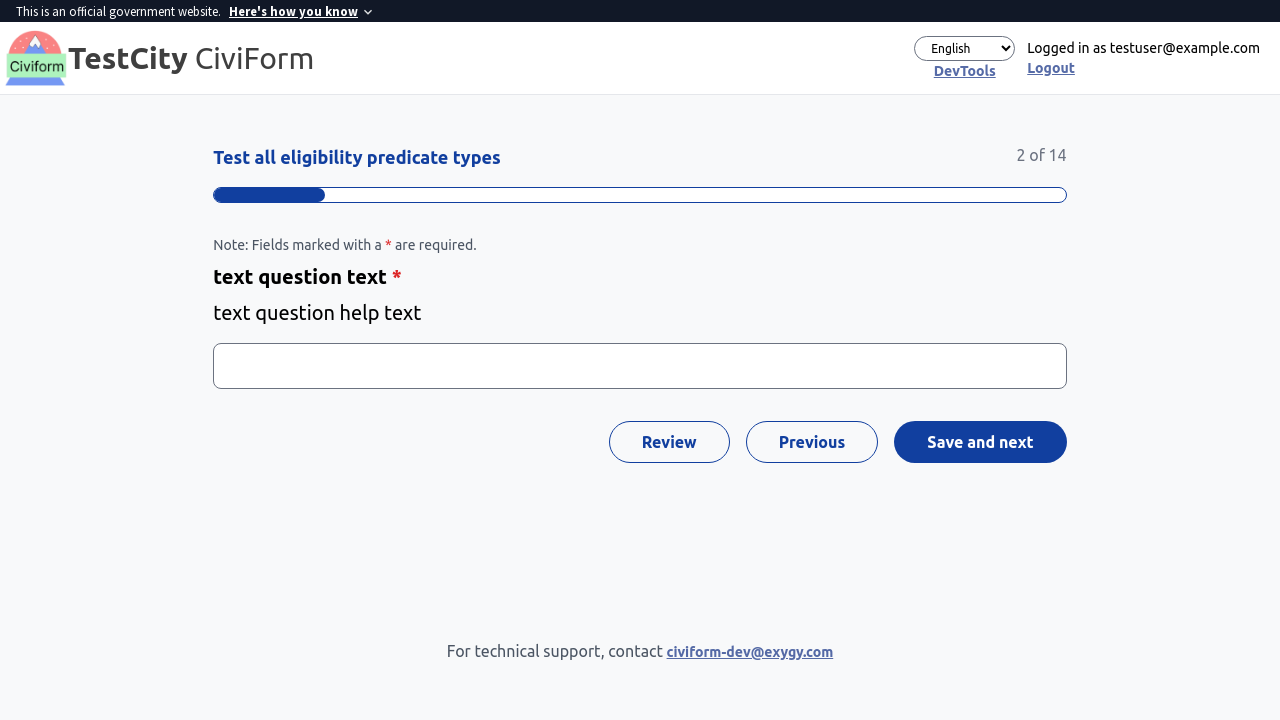 This is an official government website. Here's how you know
Civiform
TestCity CiviForm
English
DevTools
Logged in as testuser@example.com
Logout
Test all eligibility predicate types
2 of 14
Note: Fields marked with a * are required.
text question text *
text question help text
Review
Previous
Save and next
For technical support, contact civiform-dev@exygy.com